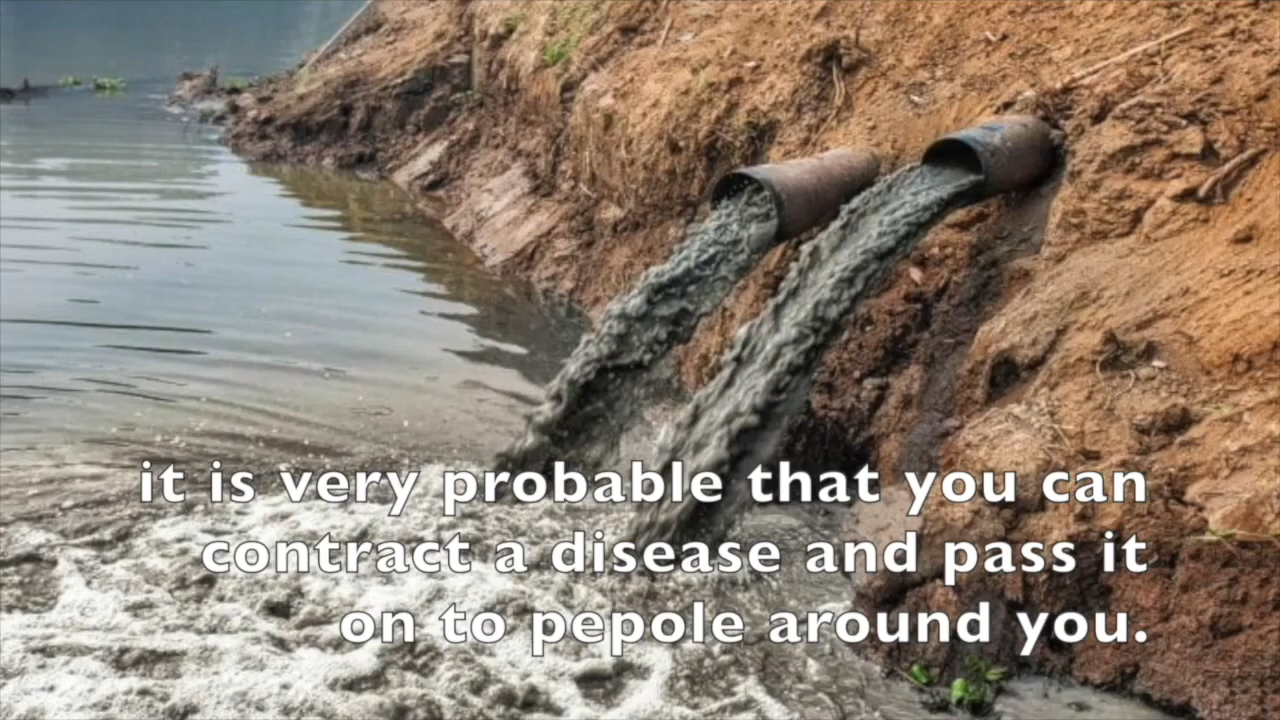 it is very probable that you can
contract a disease and pass it
on to pepole around you.